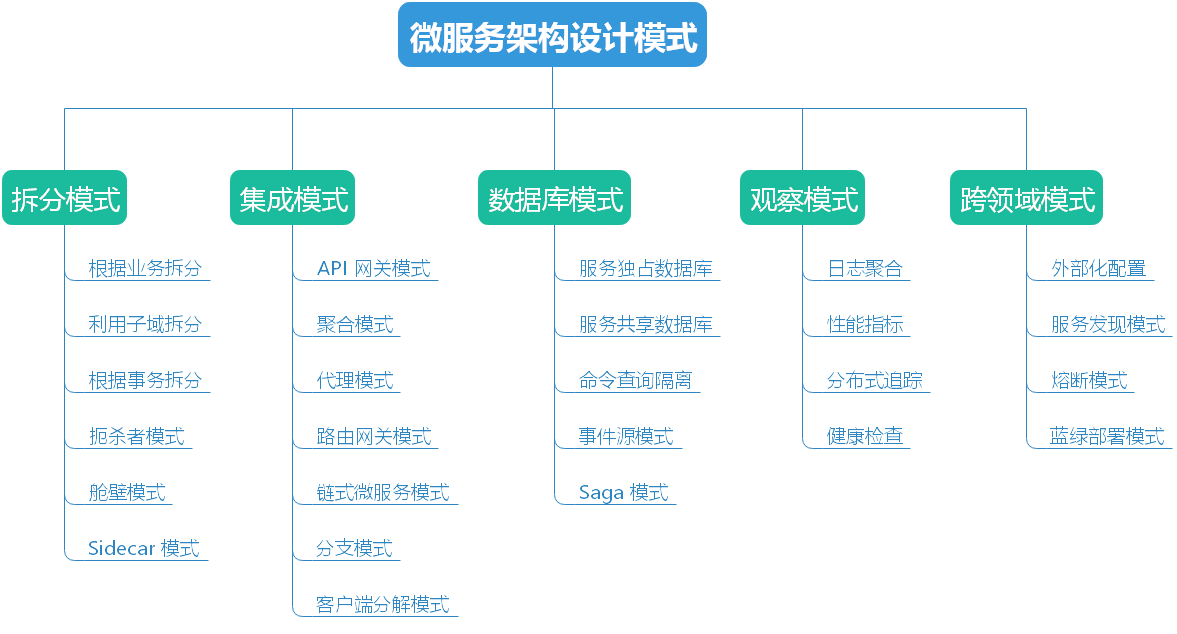 微服务架构设计模式
拆分模式
根据业务拆分
利用子域拆分
根据事务拆分
扼杀者模式
舱壁模式
Sidecar 模式
集成模式
API 网关模式
聚合模式
代理模式
路由网关模式
链式微服务模式
分支模式
客户端分解模式
数据库模式
服务独占数据库
服务共享数据库
命令查询隔离
事件源模式
Saga 模式
观察模式
日志聚合
性能指标
分布式追踪
健康检查
跨领域模式
外部化配置
服务发现模式
熔断模式
蓝绿部署模式